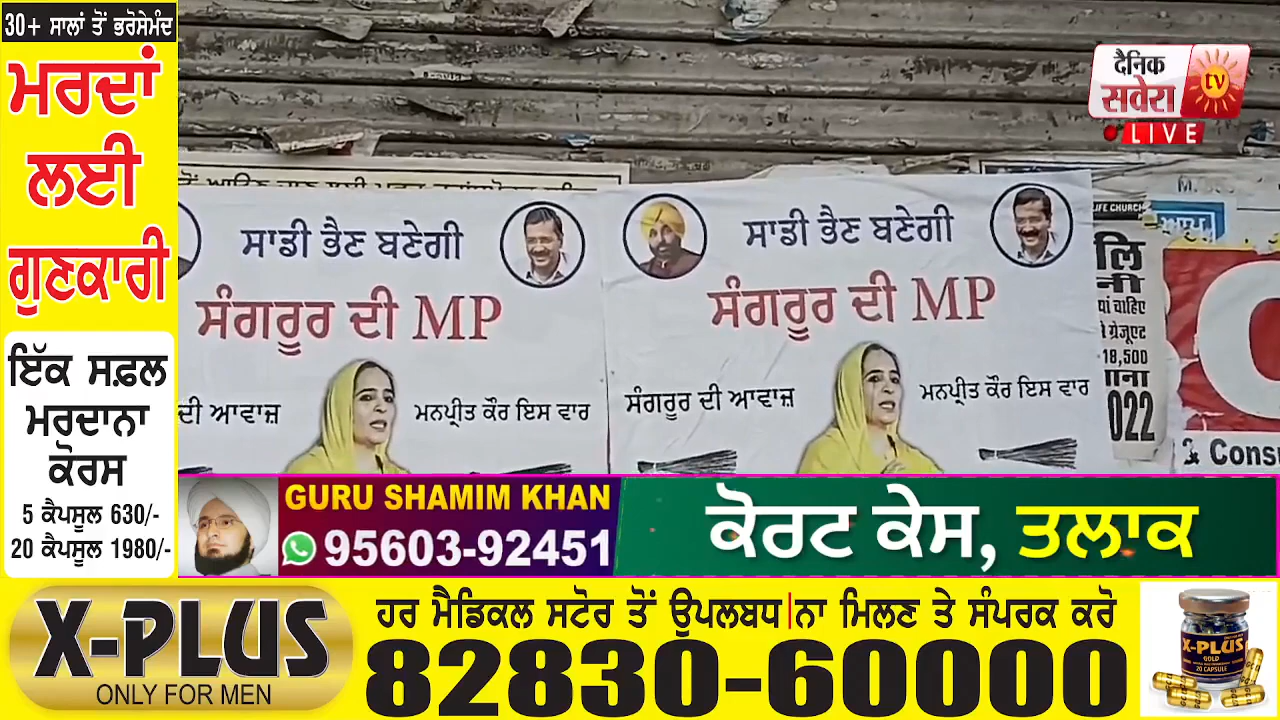 30+ ਸਾਲਾਂ ਤੋਂ ਭਰੋਸੇਮੰਦ
ਮਰਦਾਂ
ਲਈ
ਗੁਣਕਾਰੀ
ਇੱਕ ਸਫ਼ਲ
ਮਰਦਾਨਾ
ਕੋਰਸ
5 ਕੈਪਸੂਲ 630/-
20 ਕੈਪਸੂਲ 1980/-
दैनिक
सवेरा
tv
LIVE
ਸਾਡੀ ਭੈਣ ਬਣੇਗੀ
ਸੰਗਰੂਰ ਦੀ MP
ਦੀ ਆਵਾਜ਼
ਮਨਪ੍ਰੀਤ ਕੌਰ ਇਸ ਵਾਰ
ਸਾਡੀ ਭੈਣ ਬਣੇਗੀ
ਸੰਗਰੂਰ ਦੀ MP
ਸੰਗਰੂਰ ਦੀ ਆਵਾਜ਼
ਮਨਪ੍ਰੀਤ ਕੌਰ ਇਸ ਵਾਰ
LIFE CHURCH
ਲਿ
नी
चाहिए
ग्रेजूएट
18,500
022
& Cons
GURU SHAMIM KHAN
95603-92451
ਕੋਰਟ ਕੇਸ, ਤਲਾਕ
X-PLUS
ONLY FOR MEN
ਹਰ ਮੈਡਿਕਲ ਸਟੋਰ ਤੋਂ ਉਪਲਬਧ|ਨਾ ਮਿਲਣ ਤੇ ਸੰਪਰਕ ਕਰੋ
82830-60000
X-PLUS
GOLD
20 CAPSULE